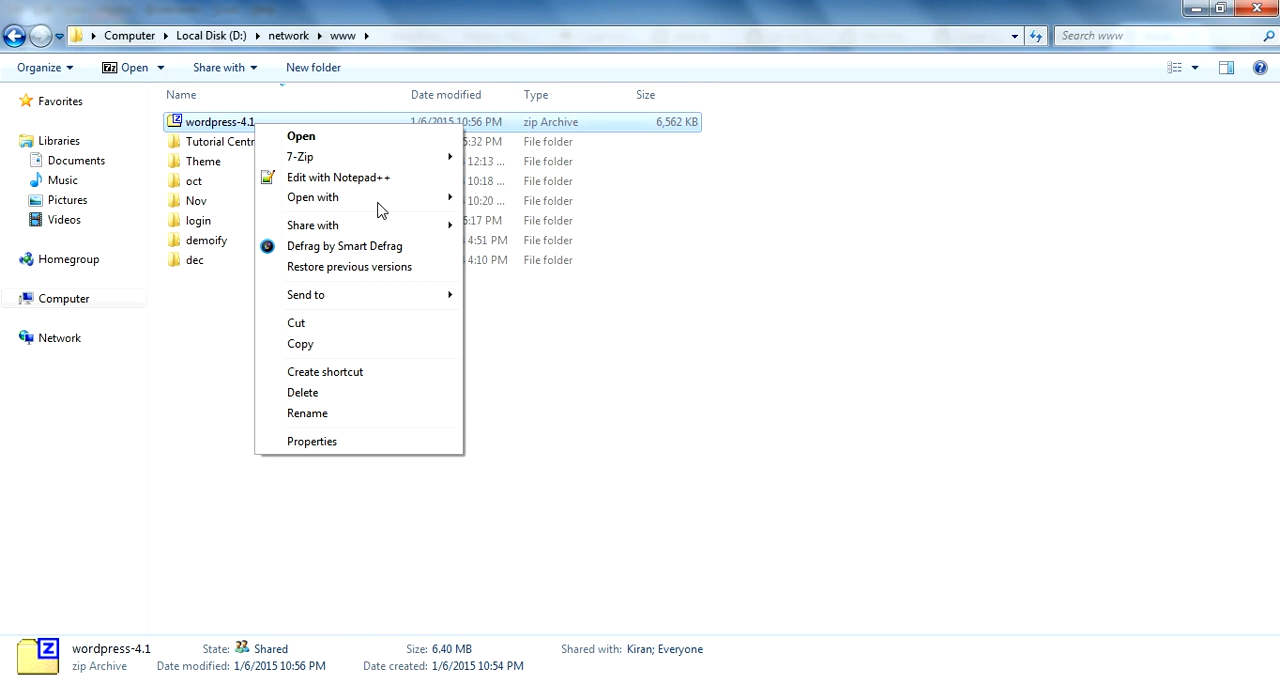 Computer Local Disk (D:) network www
Search www
Organize Open Share with New folder
Name Date modified Type Size
Favorites
Libraries
Documents
Music
Pictures
Videos
Homegroup
Computer
Network
wordpress-4.1 1/6/2015 10:56 PM zip Archive 6,562 KB
Tutorial Centr 5:32 PM File folder
Theme 12:13 ... File folder
oct 10:18 ... File folder
Nov 10:20 ... File folder
login 5:17 PM File folder
demoify 4:51 PM File folder
dec 4:10 PM File folder
Open
7-Zip
Edit with Notepad++
Open with
Share with
Defrag by Smart Defrag
Restore previous versions
Send to
Cut
Copy
Create shortcut
Delete
Rename
Properties
wordpress-4.1 State: Shared Size: 6.40 MB Shared with: Kiran; Everyone
zip Archive Date modified: 1/6/2015 10:56 PM Date created: 1/6/2015 10:54 PM